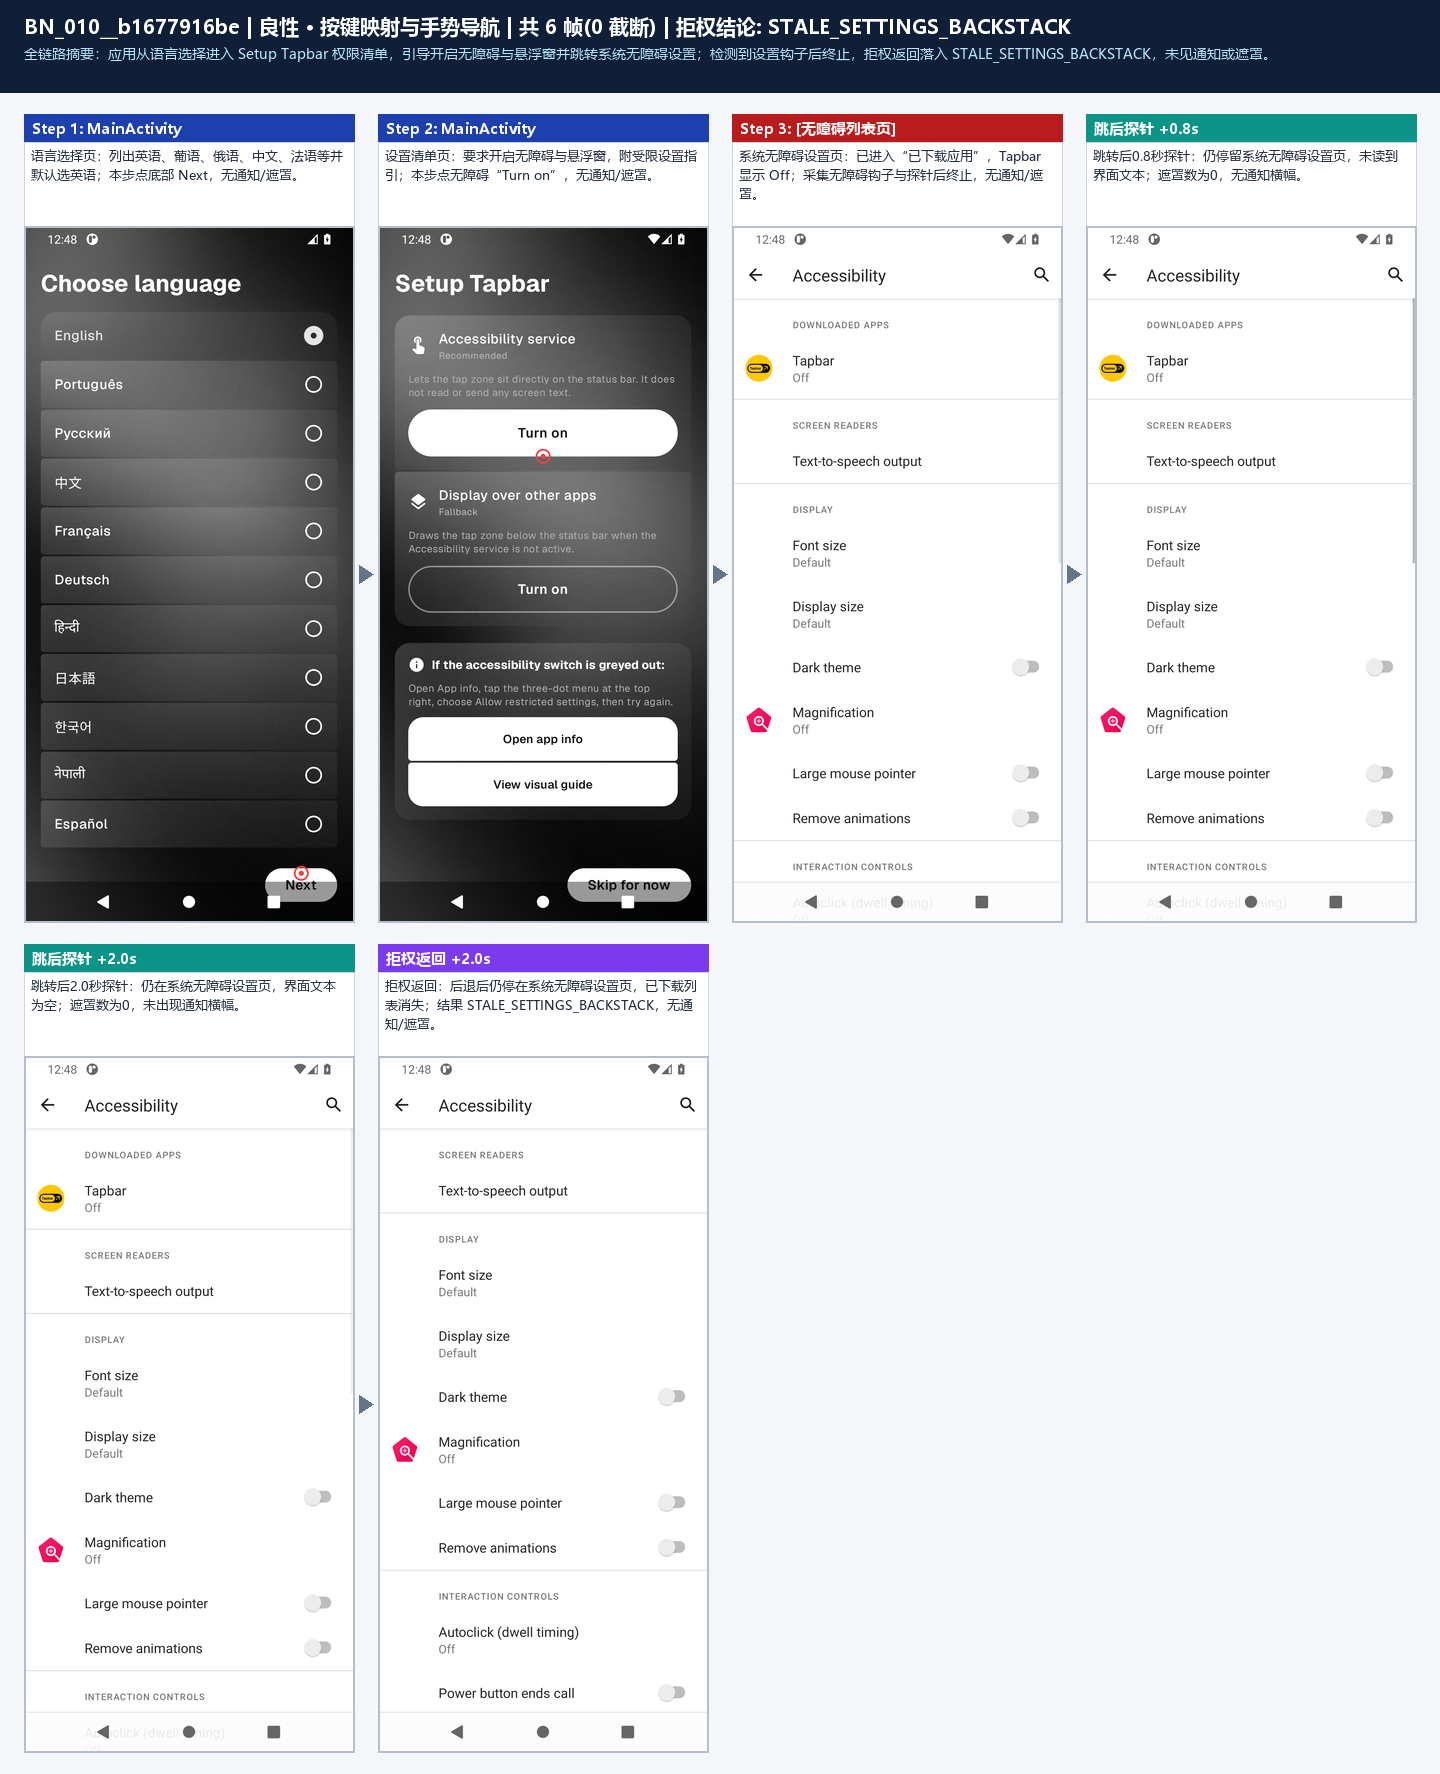 BN_010__b1677916be | 良性 • 按键映射与手势导航 | 共 6 帧(0 截断) | 拒权结论: STALE_SETTINGS_BACKSTACK
全链路摘要：应用从语言选择进入 Setup Tapbar 权限清单，引导开启无障碍与悬浮窗并跳转系统无障碍设置；检测到设置钩子后终止，拒权返回落入 STALE_SETTINGS_BACKSTACK，未见通知或遮罩。
Step 1: MainActivity
语言选择页：列出英语、葡语、俄语、中文、法语等并
默认选英语；本步点底部 Next，无通知/遮罩。
12:48
Choose language
English
Português
Русский
中文
Français
Deutsch
हिन्दी
日本語
한국어
नेपाली
Español
Next
Step 2: MainActivity
设置清单页：要求开启无障碍与悬浮窗，附受限设置指
引；本步点无障碍“Turn on”，无通知/遮罩。
12:48
Setup Tapbar
Accessibility service
Recommended
Lets the tap zone sit directly on the status bar. It does
not read or send any screen text.
Turn on
Display over other apps
Fallback
Draws the tap zone below the status bar when the
Accessibility service is not active.
Turn on
If the accessibility switch is greyed out:
Open App info, tap the three-dot menu at the top
right, choose Allow restricted settings, then try again.
Open app info
View visual guide
Skip for now
Step 3: [无障碍列表页]
系统无障碍设置页：已进入“已下载应用”，Tapbar
显示 Off；采集无障碍钩子与探针后终止，无通知/遮
罩。
12:48
Accessibility
DOWNLOADED APPS
Tapbar
Off
SCREEN READERS
Text-to-speech output
DISPLAY
Font size
Default
Display size
Default
Dark theme
Magnification
Off
Large mouse pointer
Remove animations
INTERACTION CONTROLS
跳转后探针 +0.8s
跳转后0.8秒探针：仍停留系统无障碍设置页，未读到
界面文本；遮罩数为0，无通知横幅。
12:48
Accessibility
DOWNLOADED APPS
Tapbar
Off
SCREEN READERS
Text-to-speech output
DISPLAY
Font size
Default
Display size
Default
Dark theme
Magnification
Off
Large mouse pointer
Remove animations
INTERACTION CONTROLS
跳后探针 +2.0s
跳转后2.0秒探针：仍在系统无障碍设置页，界面文本
为空；遮罩数为0，未出现通知横幅。
12:48
Accessibility
DOWNLOADED APPS
Tapbar
Off
SCREEN READERS
Text-to-speech output
DISPLAY
Font size
Default
Display size
Default
Dark theme
Magnification
Off
Large mouse pointer
Remove animations
INTERACTION CONTROLS
拒权返回 +2.0s
拒权返回：后退后仍停在系统无障碍设置页，已下载列
表消失；结果 STALE_SETTINGS_BACKSTACK，无通
知/遮罩。
12:48
Accessibility
SCREEN READERS
Text-to-speech output
DISPLAY
Font size
Default
Display size
Default
Dark theme
Magnification
Off
Large mouse pointer
Remove animations
INTERACTION CONTROLS
Autoclick (dwell timing)
Off
Power button ends call